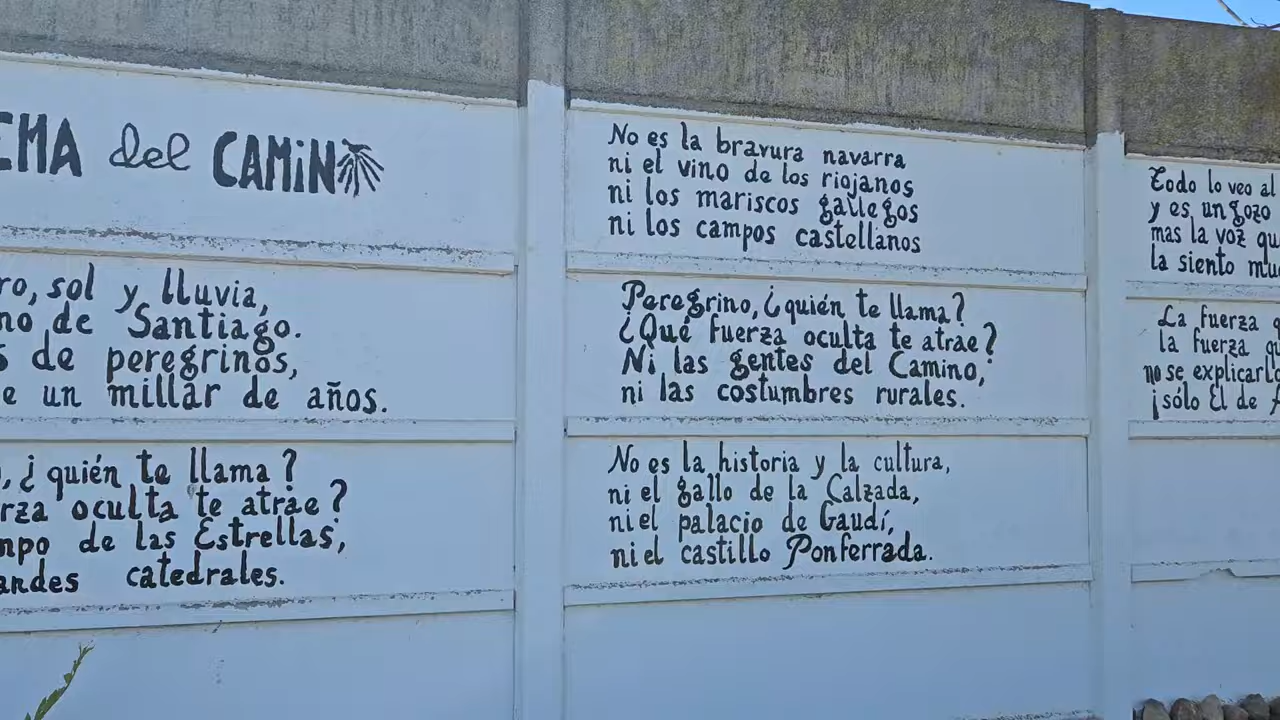 EMA del CAMiN
ro, sol y lluvia,
no de Santiago.
s de peregrinos,
e un millar de años.
, ¿quién te llama?
rza oculta te atrae?
mpo de las Estrellas,
andes catedrales.
No es la bravura navarra
ni el vino de los riojanos
ni los mariscos gallegos
ni los campos castellanos
Peregrino, ¿quién te llama?
¿Qué fuerza oculta te atrae?
Ni las gentes del Camino,
ni las costumbres rurales.
No es la historia y la cultura,
ni el gallo de la Calzada,
ni el palacio de Gaudí,
ni el castillo Ponferrada.
Todo lo veo al
y es un gozo
mas la voz qu
la siento mu
La fuerza q
la fuerza qu
no se explicarl
¡sólo Él de A